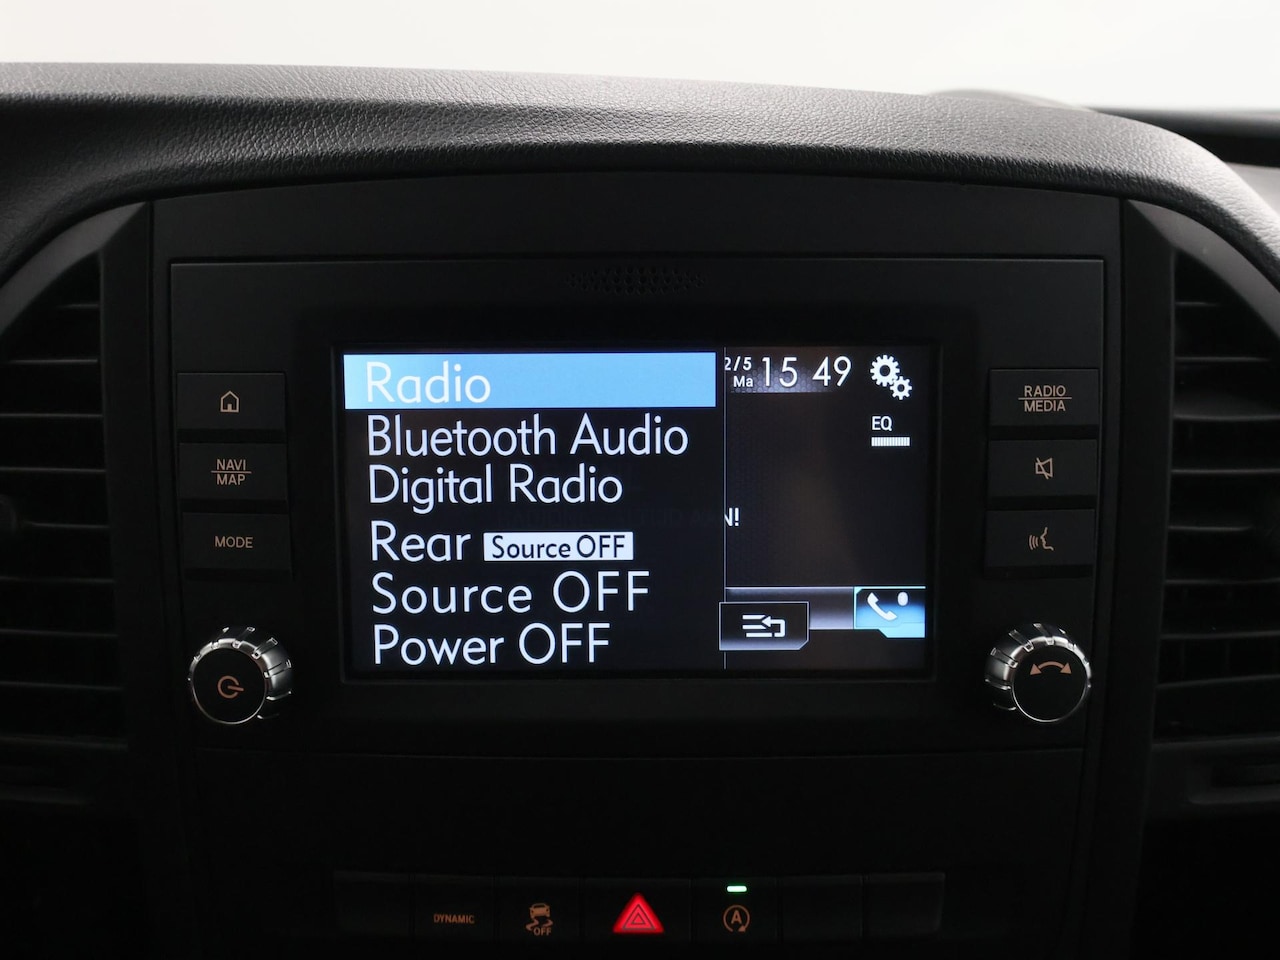 Radio
Bluetooth Audio
Digital Radio
Rear Source OFF
Source OFF
Power OFF
2/5
Ma
15 49
EQ
N!
NAVI
MAP
MODE
RADIO
MEDIA
DYNAMIC
OFF
A